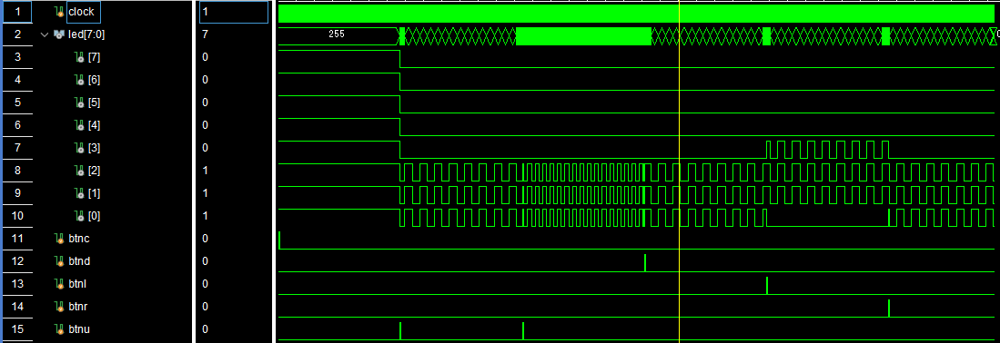 1 clock 1
2 led[7:0] 7 255 0
3 [7] 0
4 [6] 0
5 [5] 0
6 [4] 0
7 [3] 0
8 [2] 1
9 [1] 1
10 [0] 1
11 btnc 0
12 btnd 0
13 btnl 0
14 btnr 0
15 btnu 0